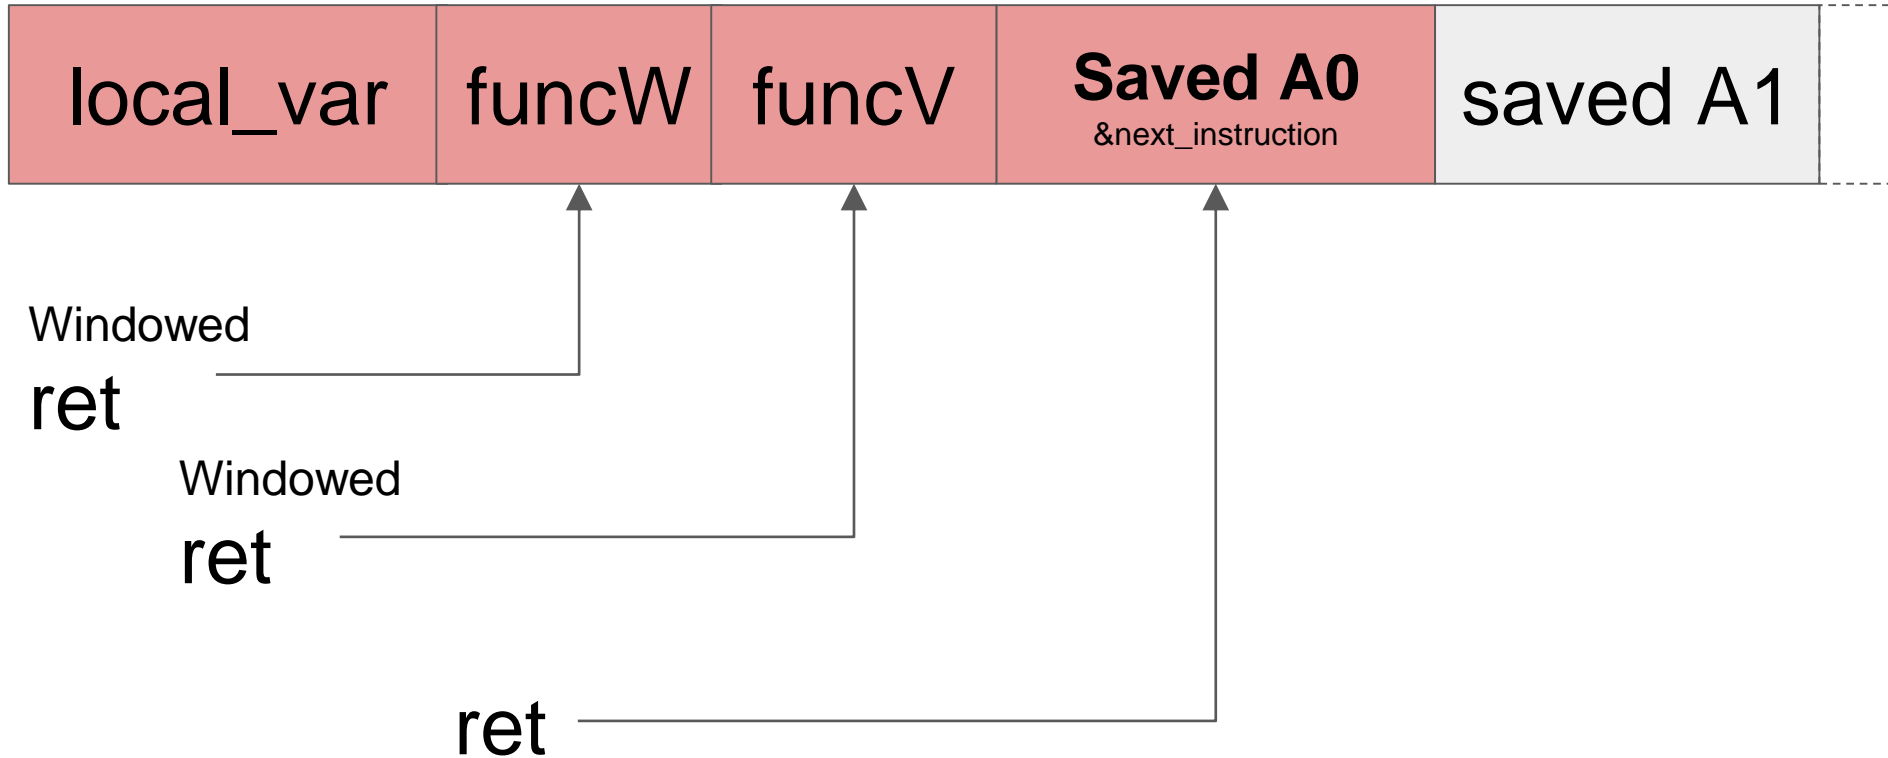 local_var
funcW
funcV
Saved A0
&next_instruction
saved A1
Windowed
ret
Windowed
ret
ret